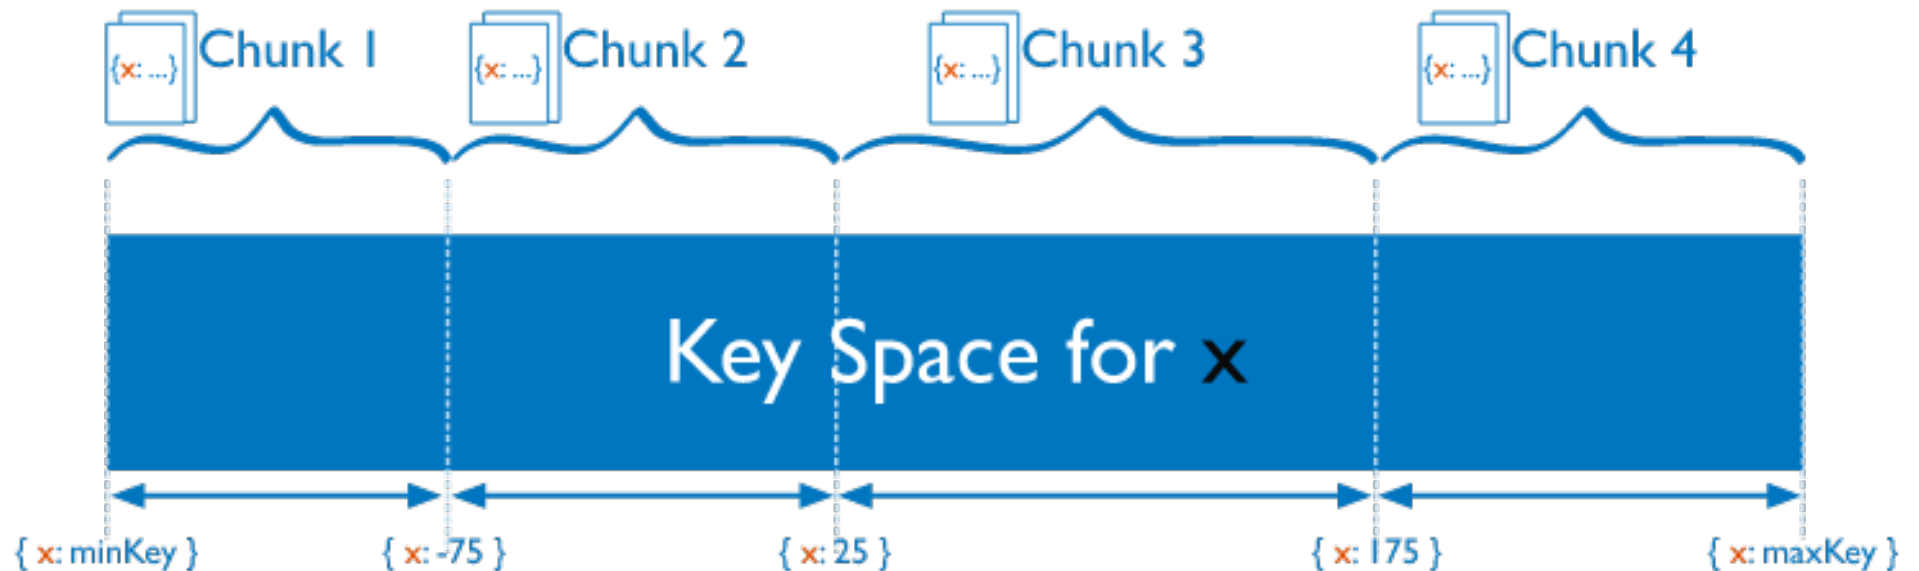 {x: ...} Chunk 1
{x: ...} Chunk 2
{x: ...} Chunk 3
{x: ...} Chunk 4
Key Space for x
{ x: minKey }
{ x: -75 }
{ x: 25 }
{ x: 175 }
{ x: maxKey }